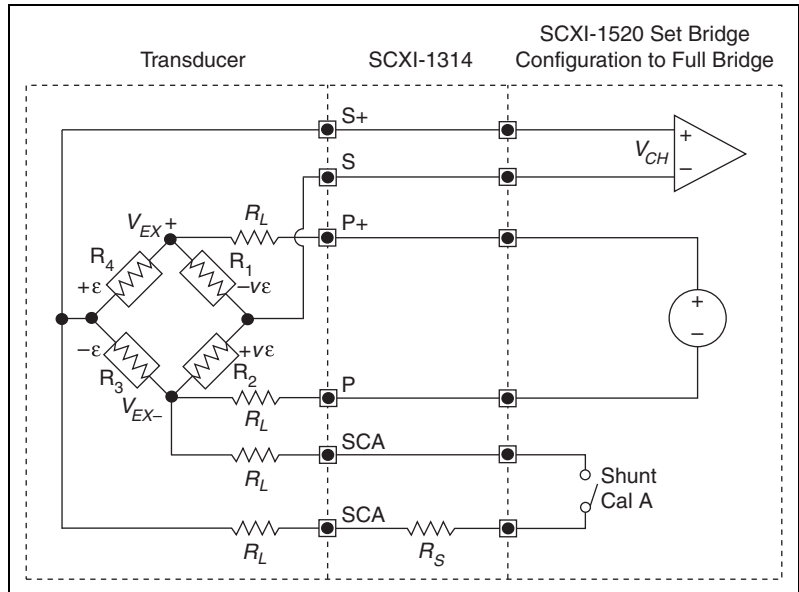 Transducer
SCXI-1314
SCXI-1520 Set Bridge
Configuration to Full Bridge
S+
S
V_CH
+
–
V_EX+
R_L
P+
R_4
R_1
+ε
–νε
+
–
–ε
+νε
R_3
R_2
V_EX–
R_L
P
R_L
SCA
Shunt
Cal A
R_L
SCA
R_S